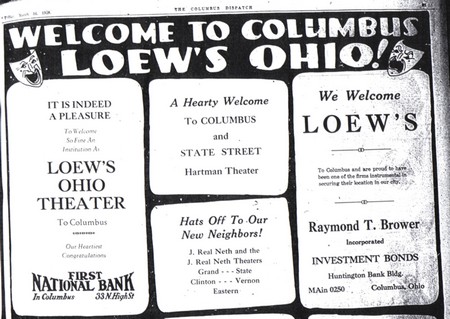 THE COLUMBUS DISPATCH
WELCOME TO COLUMBUS
LOEW'S OHIO!
IT IS INDEED
A PLEASURE
To Welcome
So Fine An
Institution As
LOEW'S
OHIO
THEATER
To Columbus
Our Heartiest
Congratulations
FIRST
NATIONAL BANK
In Columbus 33 N. High St
A Hearty Welcome
To COLUMBUS
and
STATE STREET
Hartman Theater
Hats Off To Our
New Neighbors!
J. Real Neth and the
J. Real Neth Theaters
Grand - - - State
Clinton - - - Vernon
Eastern
We Welcome
LOEW'S
To Columbus and are proud to have
been one of the firms instrumental in
securing their location in our city.
Raymond T. Brower
Incorporated
INVESTMENT BONDS
Huntington Bank Bldg.
MAin 0250 Columbus, Ohio